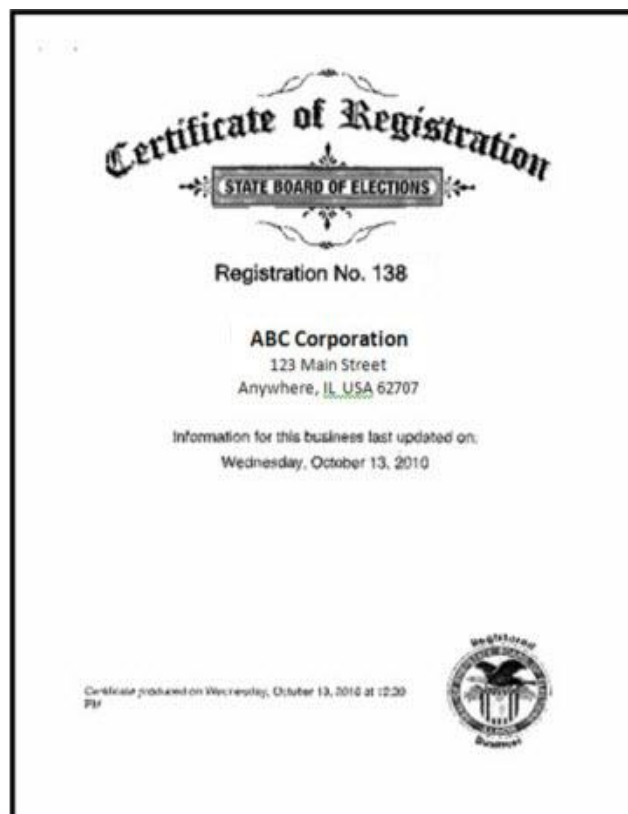 Certificate of Registration
STATE BOARD OF ELECTIONS
Registration No. 138
ABC Corporation
123 Main Street
Anywhere, IL USA 62707
Information for this business last updated on:
Wednesday, October 13, 2010
Certificate produced on Wednesday, October 13, 2010 at 12:30
PM
Registered
Business